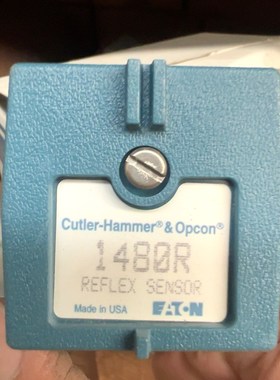 Cutler-Hammer® & Opcon®
1480R
REFLEX SENSOR
Made in USA EATON